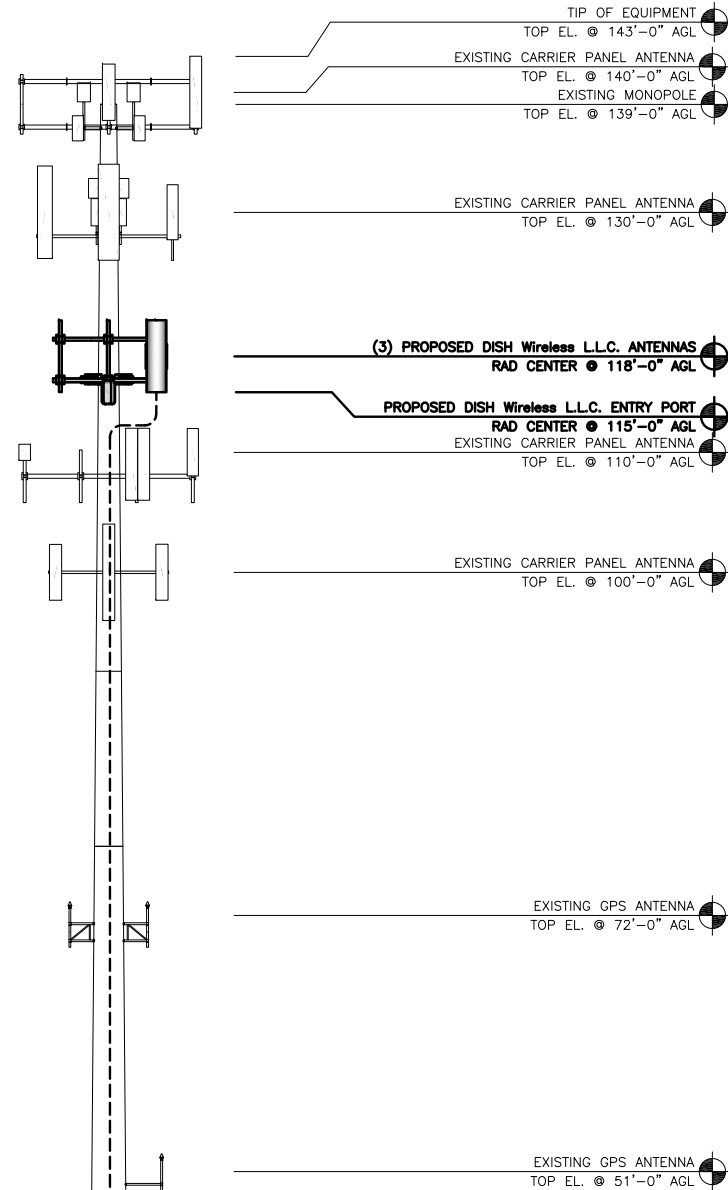 TIP OF EQUIPMENT
TOP EL. @ 143'-0" AGL
EXISTING CARRIER PANEL ANTENNA
TOP EL. @ 140'-0" AGL
EXISTING MONOPOLE
TOP EL. @ 139'-0" AGL
EXISTING CARRIER PANEL ANTENNA
TOP EL. @ 130'-0" AGL
(3) PROPOSED DISH Wireless L.L.C. ANTENNAS
RAD CENTER @ 118'-0" AGL
PROPOSED DISH Wireless L.L.C. ENTRY PORT
RAD CENTER @ 115'-0" AGL
EXISTING CARRIER PANEL ANTENNA
TOP EL. @ 110'-0" AGL
EXISTING CARRIER PANEL ANTENNA
TOP EL. @ 100'-0" AGL
EXISTING GPS ANTENNA
TOP EL. @ 72'-0" AGL
EXISTING GPS ANTENNA
TOP EL. @ 51'-0" AGL